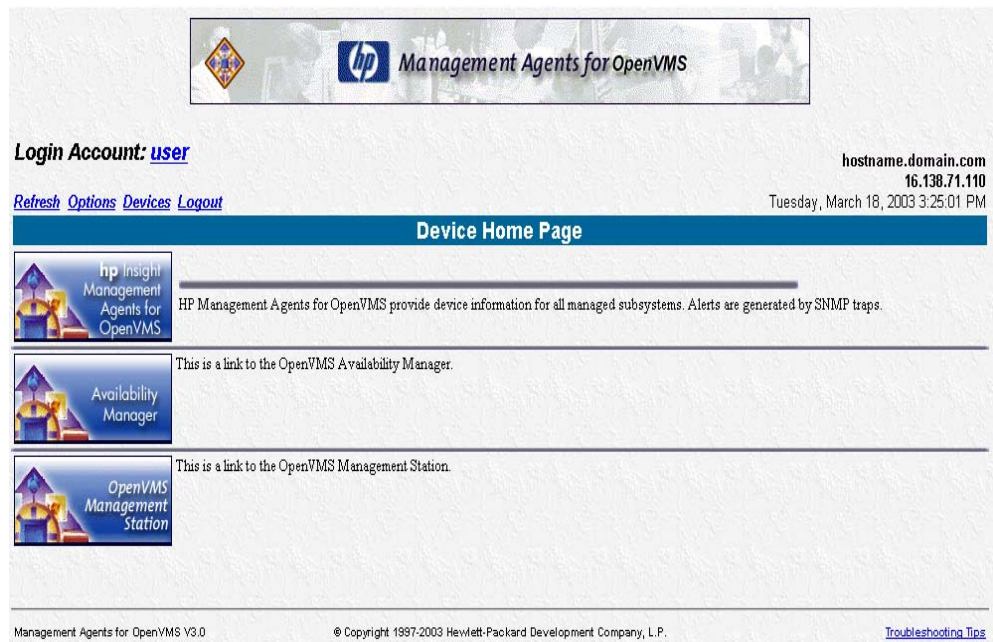 hp Management Agents for OpenVMS
Login Account: user
hostname.domain.com
16.138.71.110
Refresh Options Devices Logout
Tuesday, March 18, 2003 3:25:01 PM
Device Home Page
hp Insight
Management
Agents for
OpenVMS
HP Management Agents for OpenVMS provide device information for all managed subsystems. Alerts are generated by SNMP traps.
Availability
Manager
This is a link to the OpenVMS Availability Manager.
OpenVMS
Management
Station
This is a link to the OpenVMS Management Station.
Management Agents for OpenVMS V3.0
© Copyright 1997-2003 Hewlett-Packard Development Company, L.P.
Troubleshooting Tips